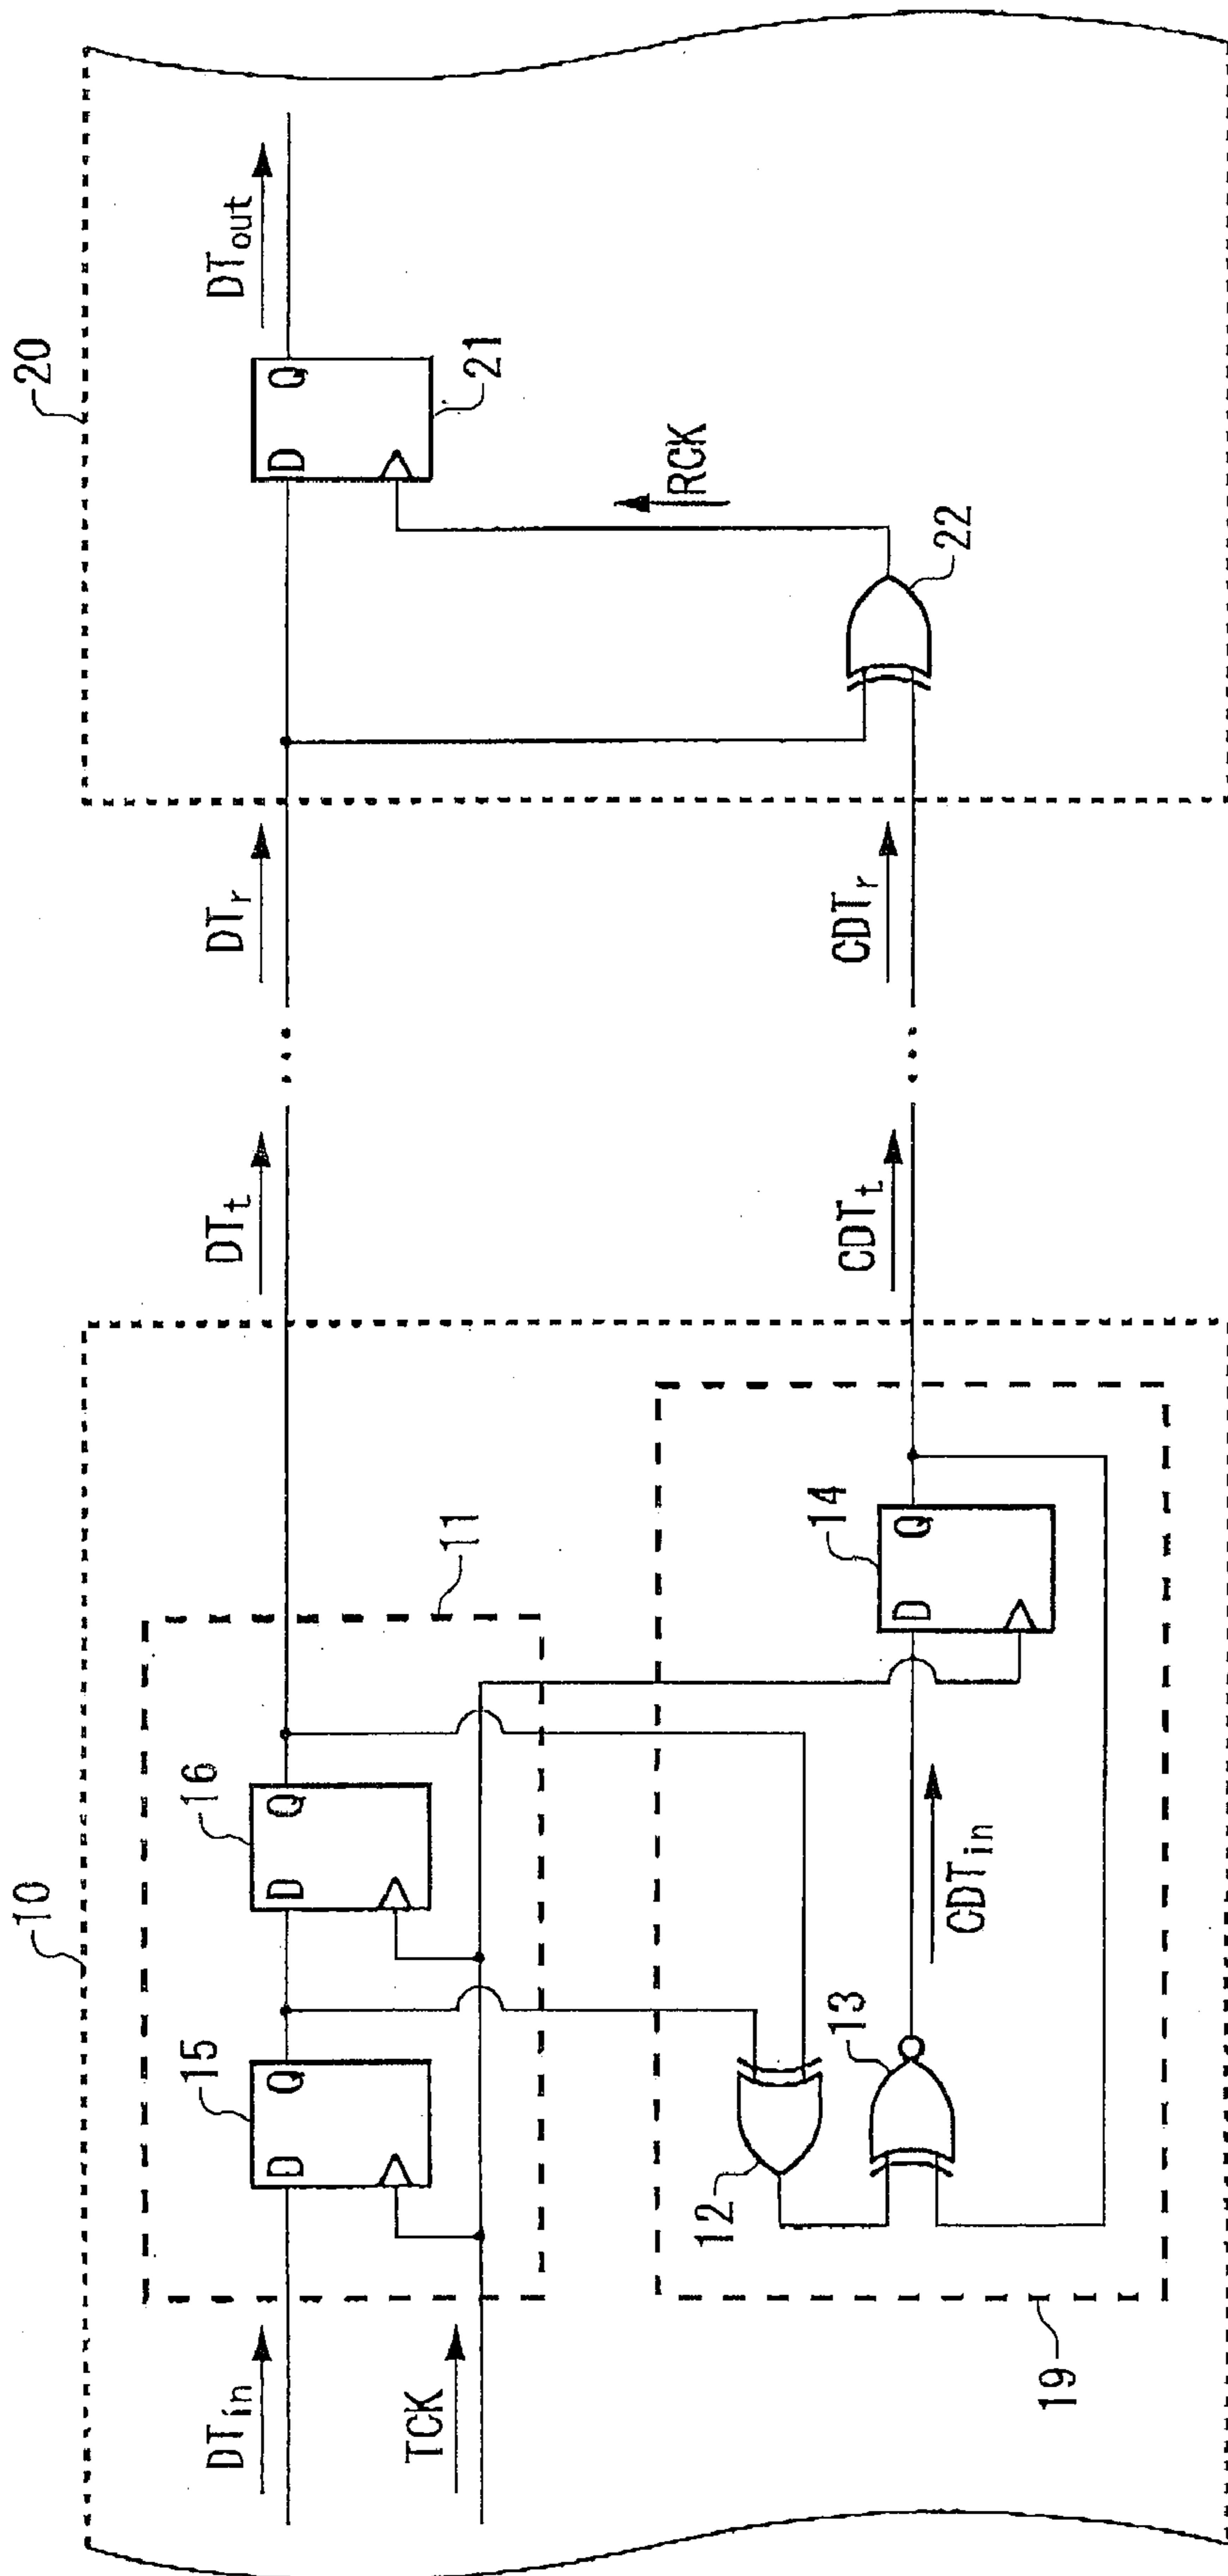 10
20
DTin
DTt
DTr
DTout
TCK
15
D
Q
16
D
Q
11
D
Q
21
RCK
12
13
CDTin
14
D
Q
CDTt
CDTr
22
19